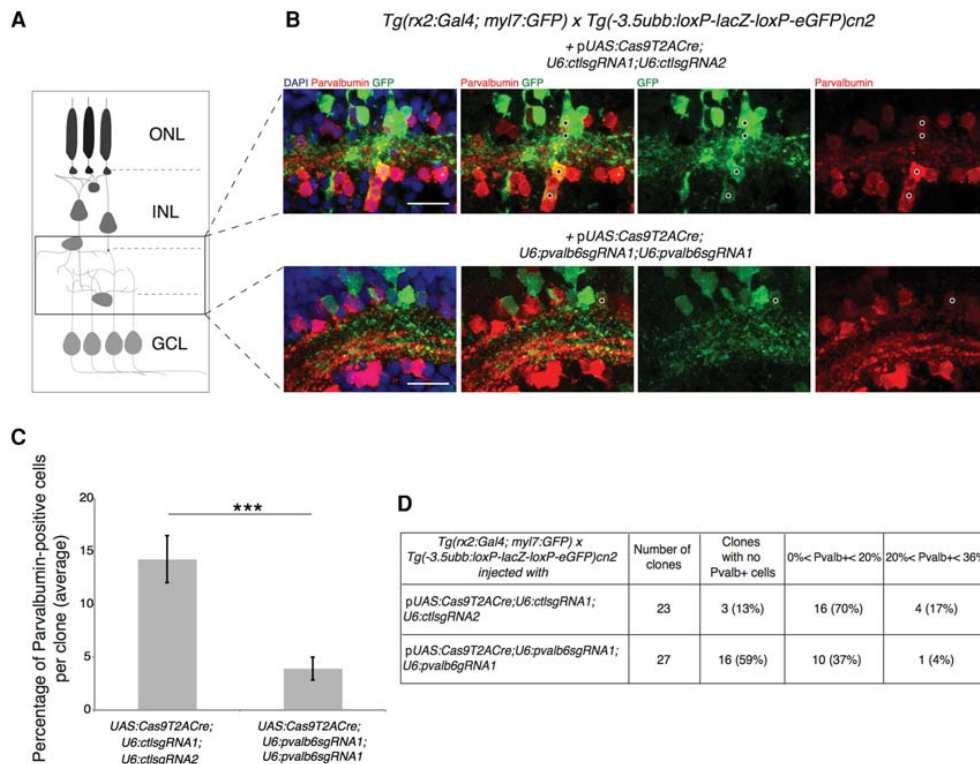 A
ONL
INL
GCL
B
Tg(rx2:Gal4; myl7:GFP) x Tg(-3.5ubb:loxP-lacZ-loxP-eGFP)cn2
+ pUAS:Cas9T2ACre;
U6:ctlsgRNA1;U6:ctlsgRNA2
DAPI Parvalbumin GFP
Parvalbumin GFP
GFP
Parvalbumin
+ pUAS:Cas9T2ACre;
U6:pvalb6sgRNA1;U6:pvalb6sgRNA1
C
Percentage of Parvalbumin-positive cells
per clone (average)
20
15
10
5
0
***
UAS:Cas9T2ACre;
U6:ctlsgRNA1;
U6:ctlsgRNA2
UAS:Cas9T2ACre;
U6:pvalb6sgRNA1;
U6:pvalb6sgRNA1
D
Tg(rx2:Gal4; myl7:GFP) x
Tg(-3.5ubb:loxP-lacZ-loxP-eGFP)cn2
injected with
Number of
clones
Clones
with no
Pvalb+ cells
0%< Pvalb+< 20%
20%< Pvalb+< 36%
pUAS:Cas9T2ACre;U6:ctlsgRNA1;
U6:ctlsgRNA2
23
3 (13%)
16 (70%)
4 (17%)
pUAS:Cas9T2ACre;U6:pvalb6sgRNA1;
U6:pvalb6gRNA1
27
16 (59%)
10 (37%)
1 (4%)